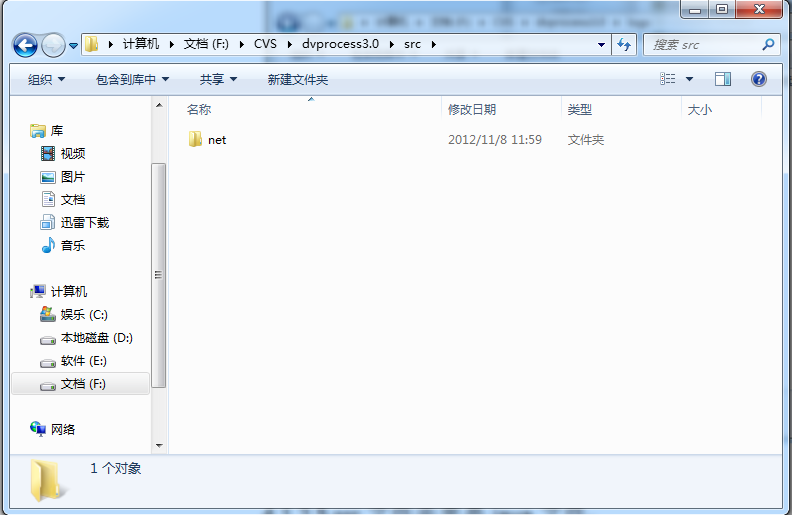 计算机 文档 (F:) CVS dvprocess3.0 src
搜索 src
组织 包含到库中 共享 新建文件夹
名称 修改日期 类型 大小
net 2012/11/8 11:59 文件夹
库
视频
图片
文档
迅雷下载
音乐
计算机
娱乐 (C:)
本地磁盘 (D:)
软件 (E:)
文档 (F:)
网络
1 个对象